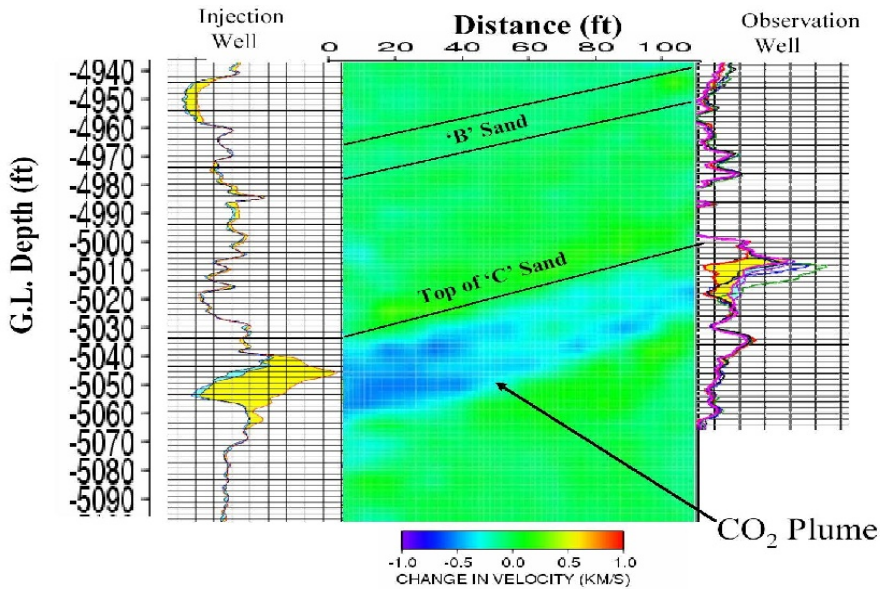 Injection
Well
Distance (ft)
Observation
Well
0 20 40 60 80 100
G.L. Depth (ft)
-4940
-4950
-4960
-4970
-4980
-4990
-5000
-5010
-5020
-5030
-5040
-5050
-5060
-5070
-5080
-5090
'B' Sand
Top of 'C' Sand
CO₂ Plume
-1.0 -0.5 0.0 0.5 1.0
CHANGE IN VELOCITY (KM/S)